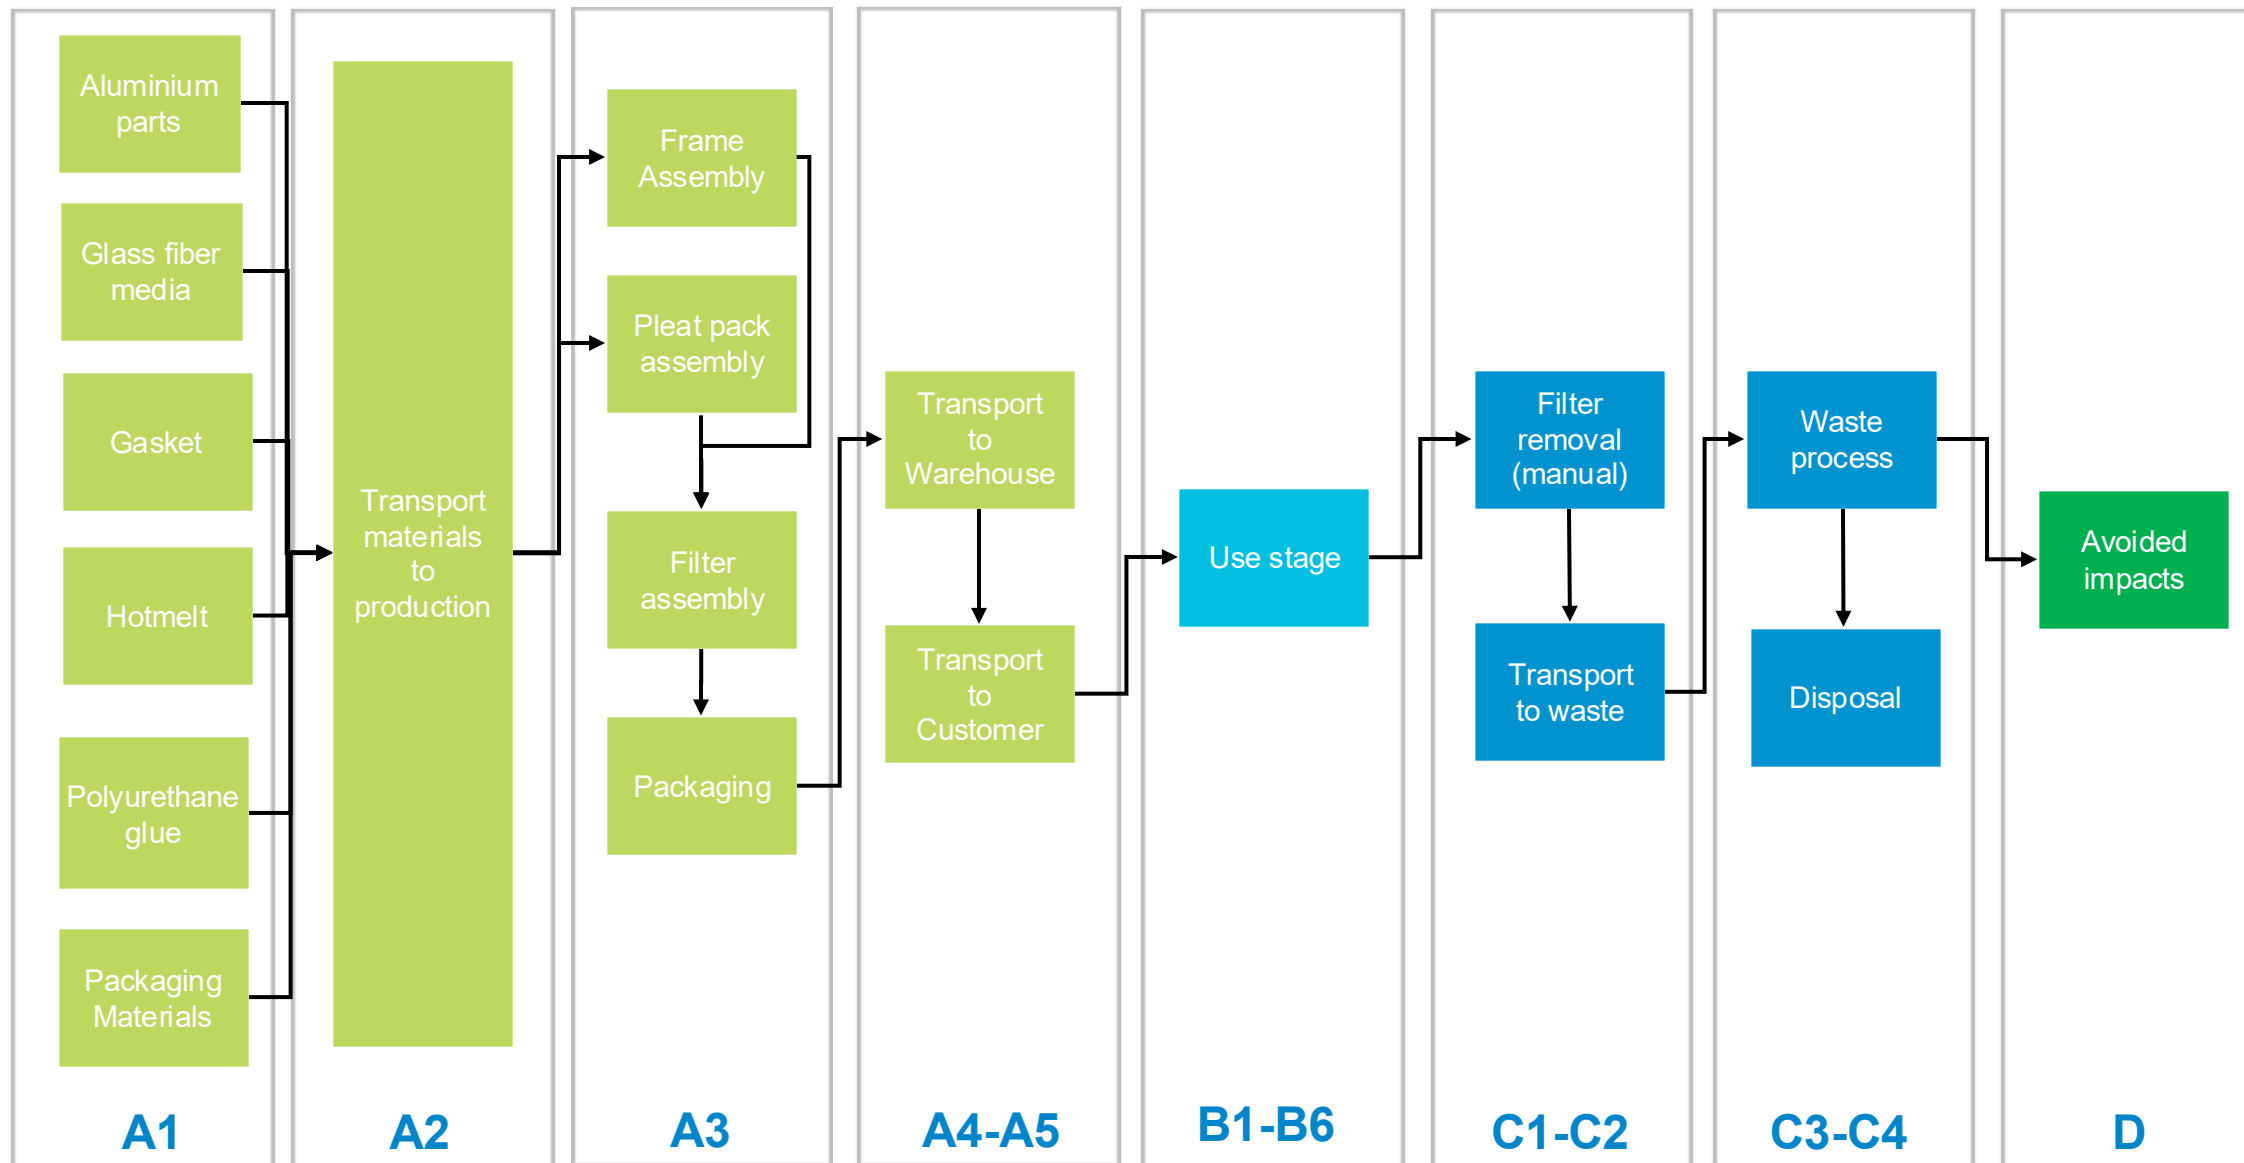 Aluminium
parts
Glass fiber
media
Gasket
Hotmelt
Polyurethane
glue
Packaging
Materials
A1
Transport
materials
to
production
A2
Frame
Assembly
Pleat pack
assembly
Filter
assembly
Packaging
A3
Transport
to
Warehouse
Transport
to
Customer
A4-A5
Use stage
B1-B6
Filter
removal
(manual)
Transport
to waste
C1-C2
Waste
process
Disposal
C3-C4
Avoided
impacts
D